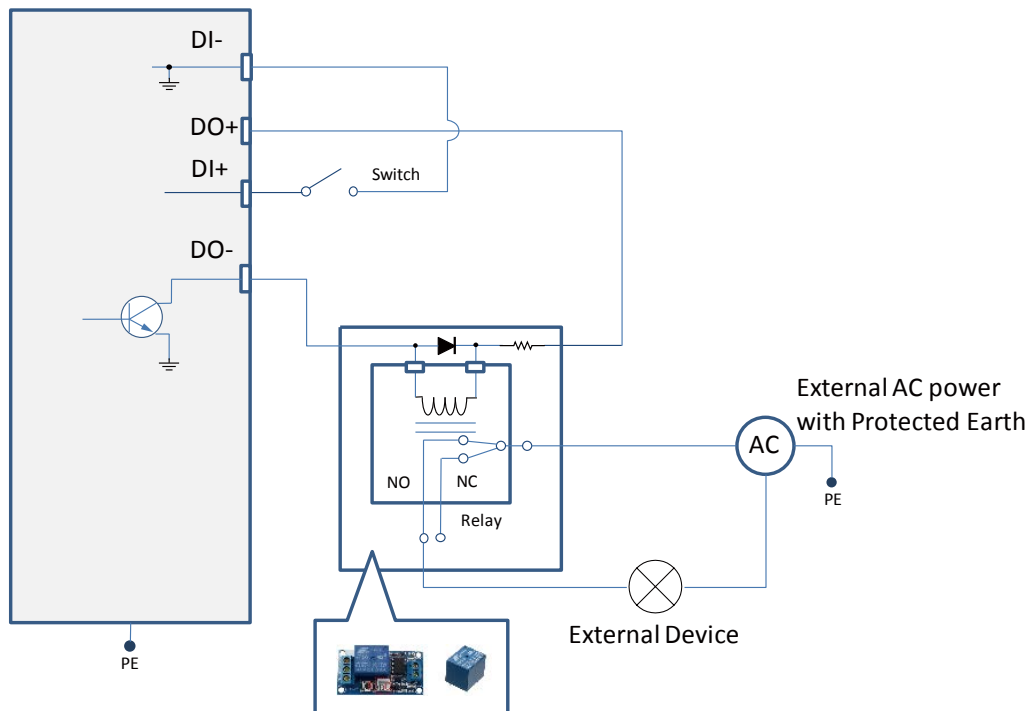 DI-
DO+
DI+
Switch
DO-
External AC power
with Protected Earth
AC
NO
NC
PE
Relay
External Device
PE